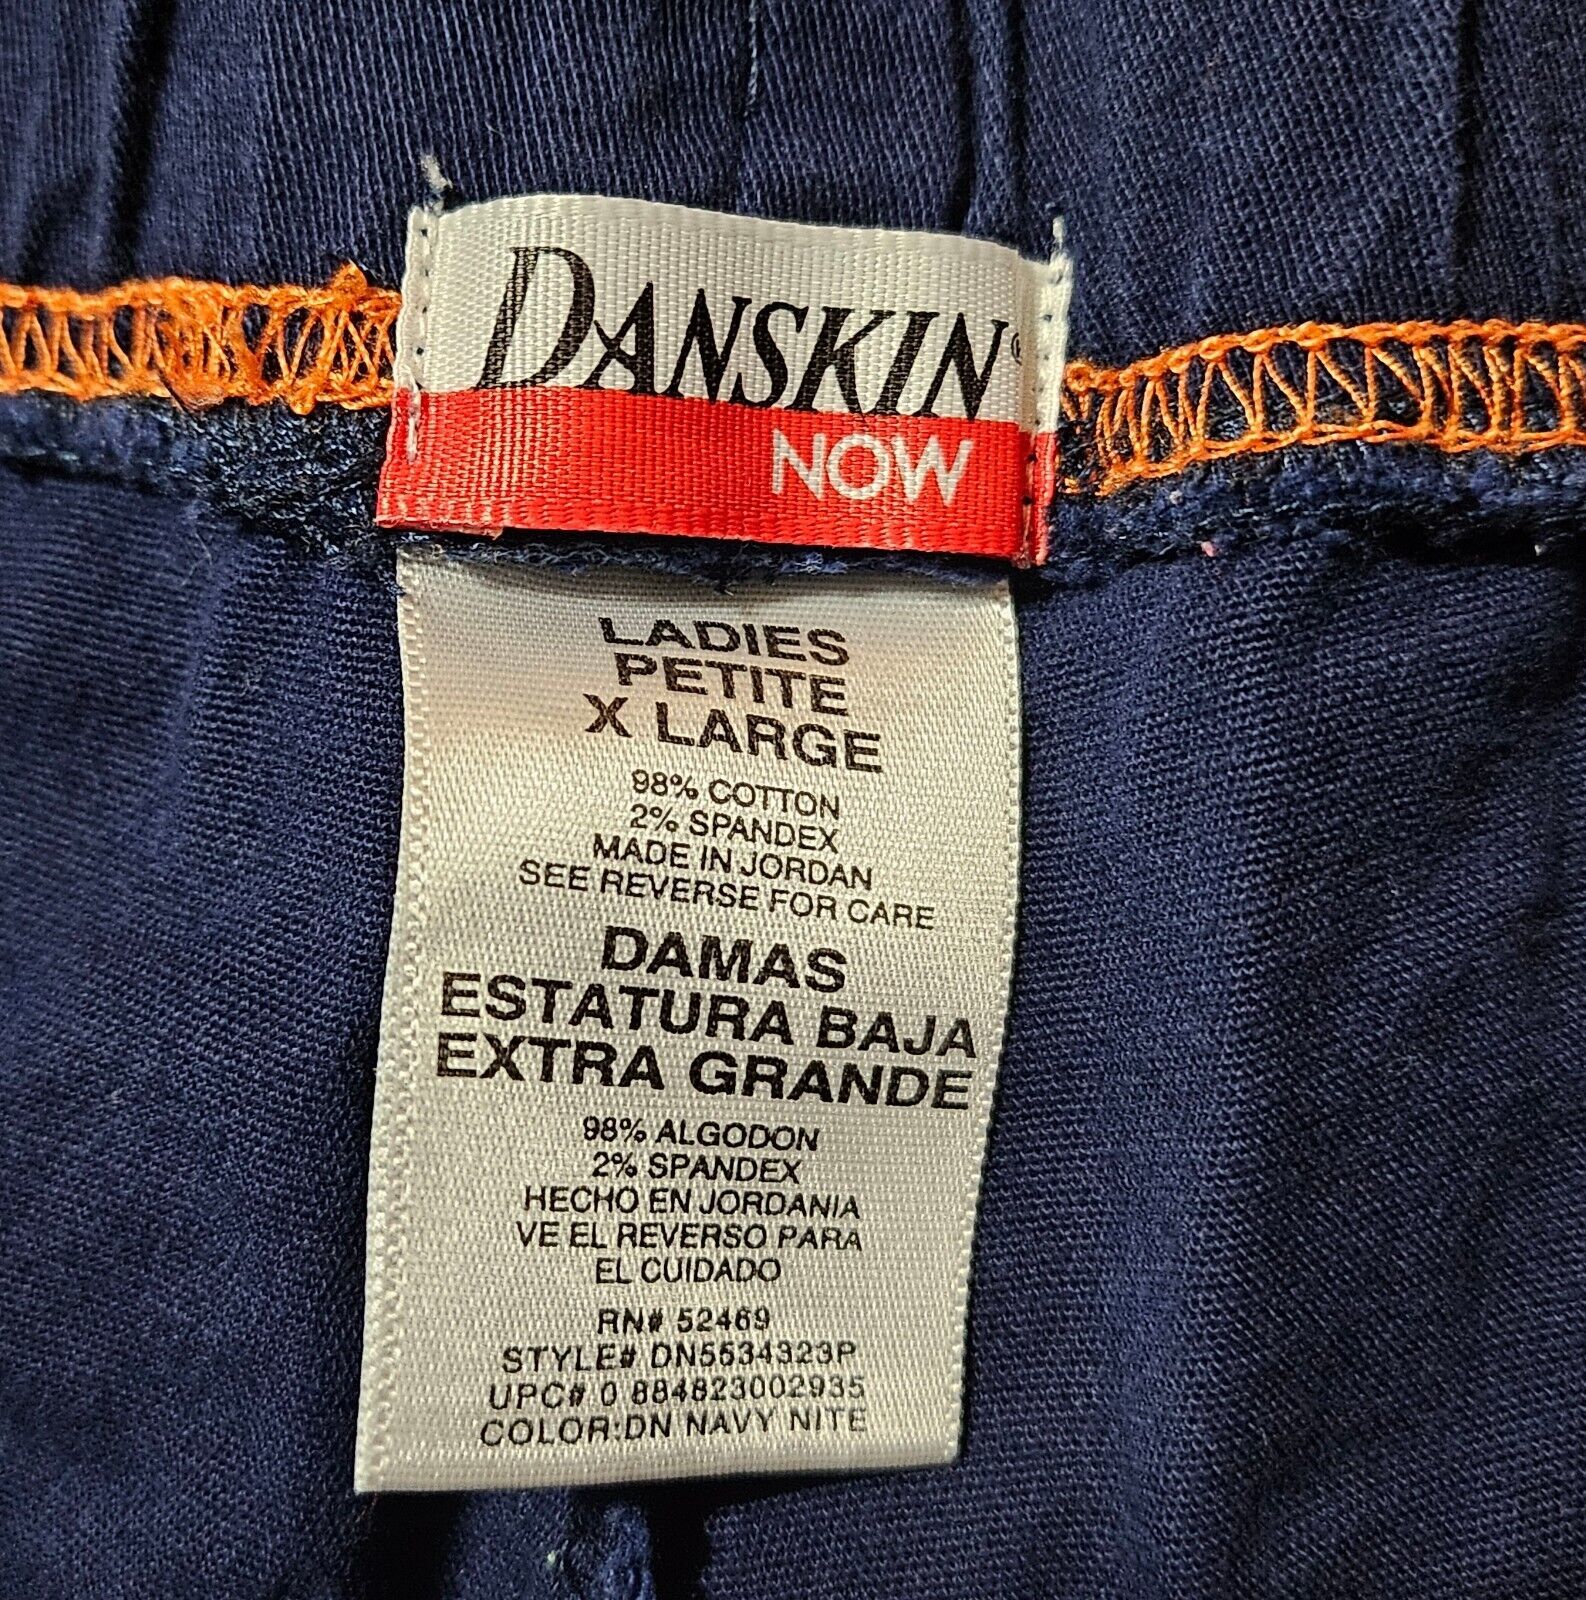 DANSKIN®
NOW
LADIES
PETITE
X LARGE
98% COTTON
2% SPANDEX
MADE IN JORDAN
SEE REVERSE FOR CARE
DAMAS
ESTATURA BAJA
EXTRA GRANDE
98% ALGODON
2% SPANDEX
HECHO EN JORDANIA
VE EL REVERSO PARA
EL CUIDADO
RN# 52469
STYLE# DN5534323P
UPC# 0 884823002935
COLOR:DN NAVY NITE